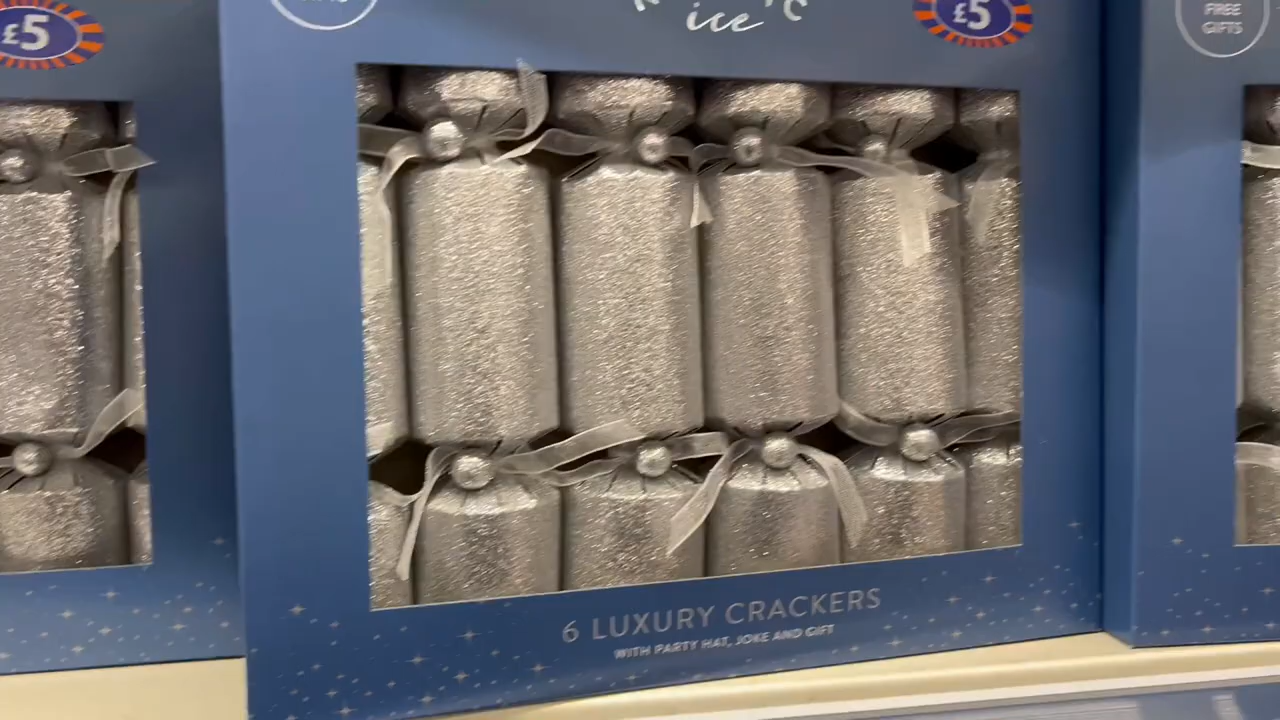 £5
ice
£5
FREE
GIFTS
6 LUXURY CRACKERS
WITH PARTY HAT, JOKE AND GIFT